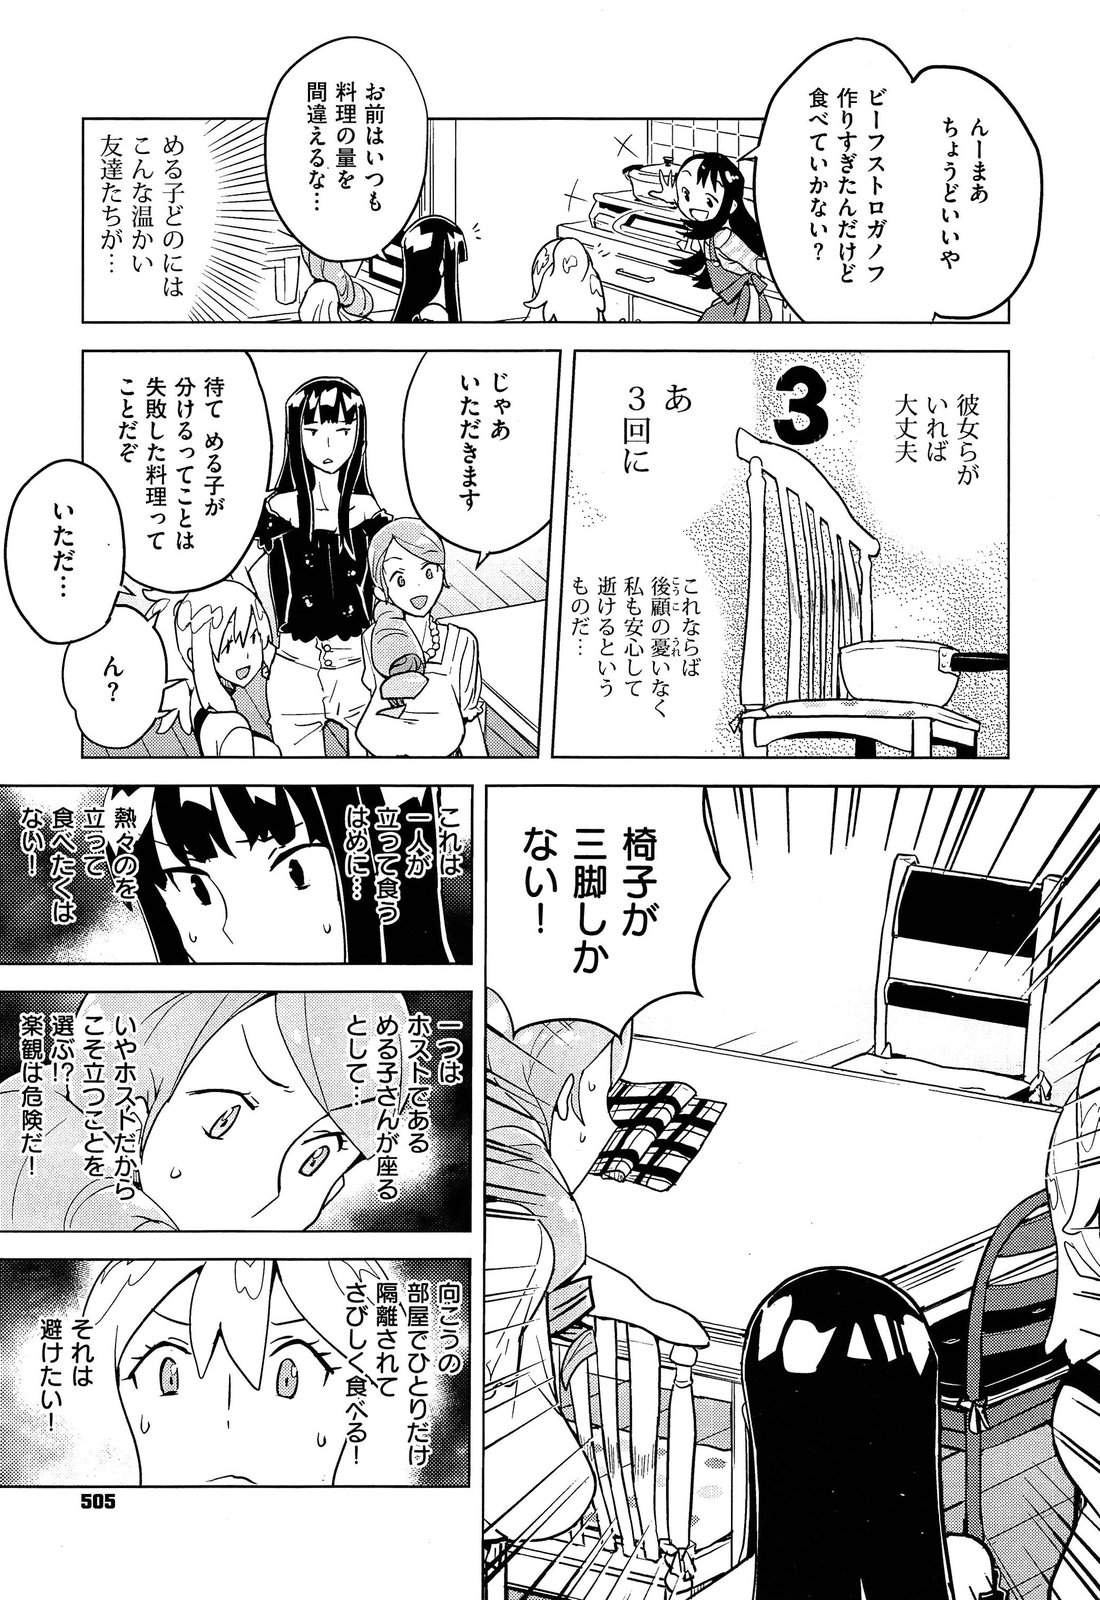 んーまあ
ちょうどいいや
ビーフストロガノフ
作りすぎたんだけど
食べていかない？
お前はいつも
料理の量を
間違えるな…
める子どのには
こんな温かい
友達たちが…
彼女らが
いれば
大丈夫
3
あ
3回に
これならば
後顧の憂いなく
こうこ うれ
私も安心して
逝けるという
ものだ…
じゃあ
いただきます
待て める子が
分けるってことは
失敗した料理って
ことだぞ
いただ…
ん？
椅子が
三脚しか
ない！
これは
一人が
立って食う
はめに…
熱々のを
立って
食べたくは
ない！
一つは
ホストである
める子さんが座る
として…
いやホストだから
こそ立つことを
選ぶ！？
楽観は危険だ！
向こうの
部屋でひとりだけ
隔離されて
さびしく食べる！
それは
避けたい！
505